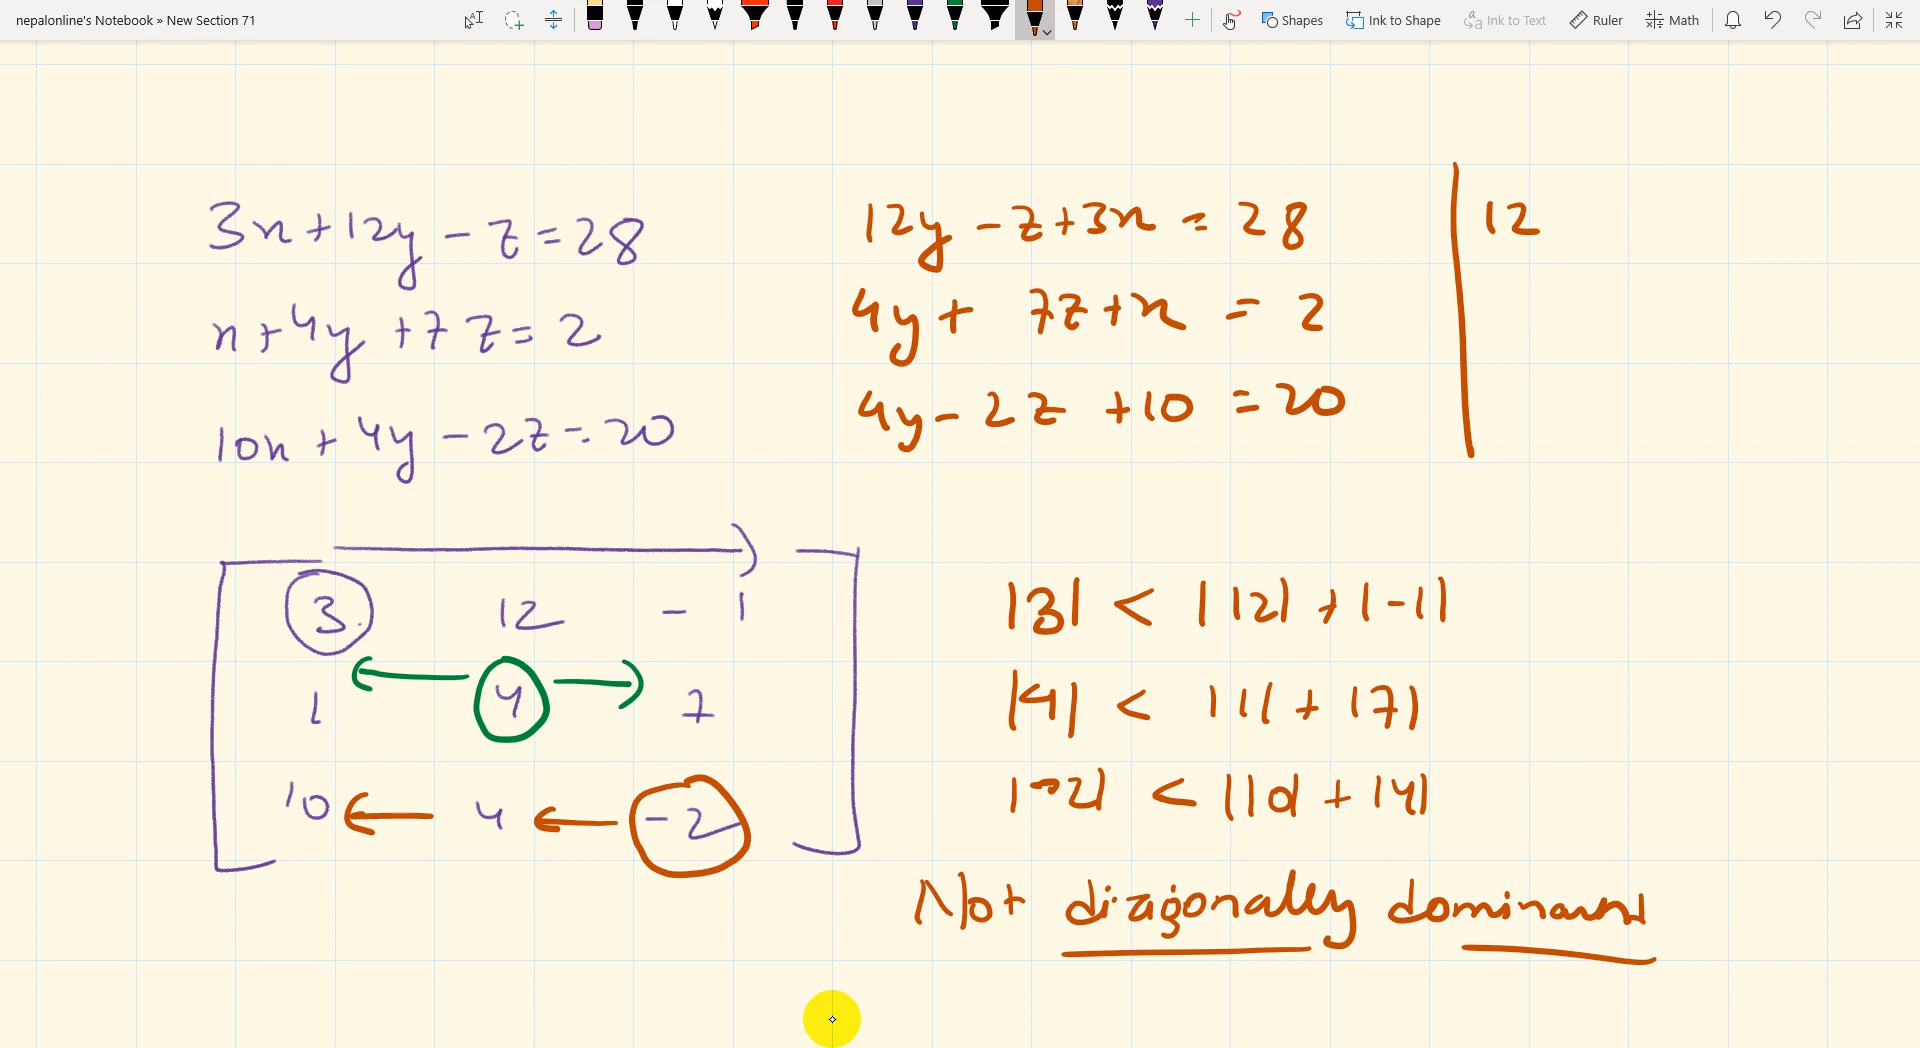 nepalonline's Notebook » New Section 71
Shapes
Ink to Shape
Ink to Text
Ruler
Math
3x+12y-z=28
x+4y+7z=2
10x+4y-2z=20
12y-z+3x=28
4y+7z+x=2
4y-2z+10=20
12
3 12 -1
1 4 7
10 4 -2
|3| < |12| + |-1|
|4| < |1| + |7|
|-2| < |10| + |4|
Not diagonally dominant